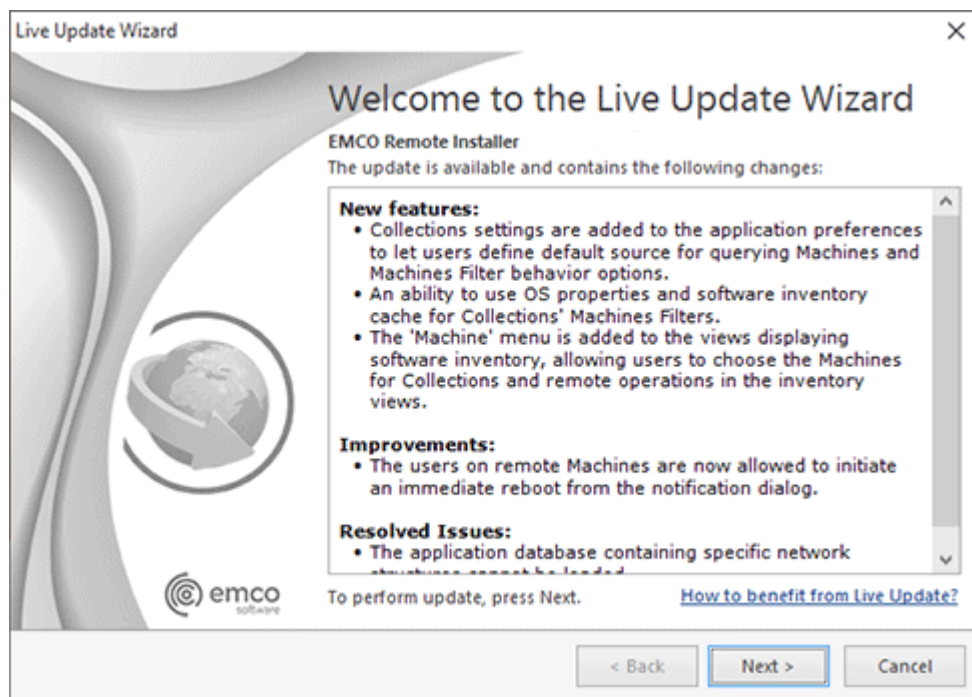 Live Update Wizard
Welcome to the Live Update Wizard
EMCO Remote Installer
The update is available and contains the following changes:
New features:
• Collections settings are added to the application preferences
to let users define default source for querying Machines and
Machines Filter behavior options.
• An ability to use OS properties and software inventory
cache for Collections' Machines Filters.
• The 'Machine' menu is added to the views displaying
software inventory, allowing users to choose the Machines
for Collections and remote operations in the inventory
views.
Improvements:
• The users on remote Machines are now allowed to initiate
an immediate reboot from the notification dialog.
Resolved Issues:
• The application database containing specific network
structures cannot be loaded
emco
software
To perform update, press Next.
How to benefit from Live Update?
< Back
Next >
Cancel